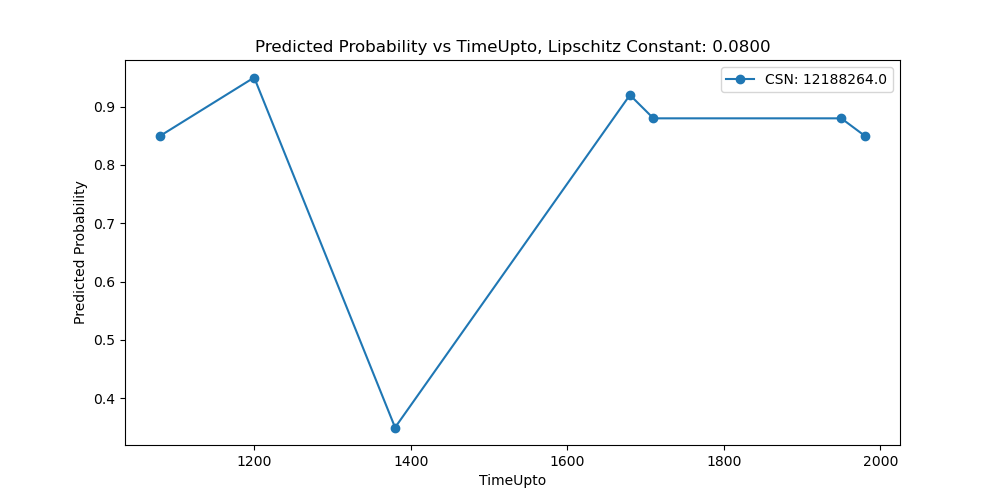 Predicted Probability vs TimeUpto, Lipschitz Constant: 0.0800
CSN: 12188264.0
Predicted Probability
0.9
0.8
0.7
0.6
0.5
0.4
1200 1400 1600 1800 2000
TimeUpto